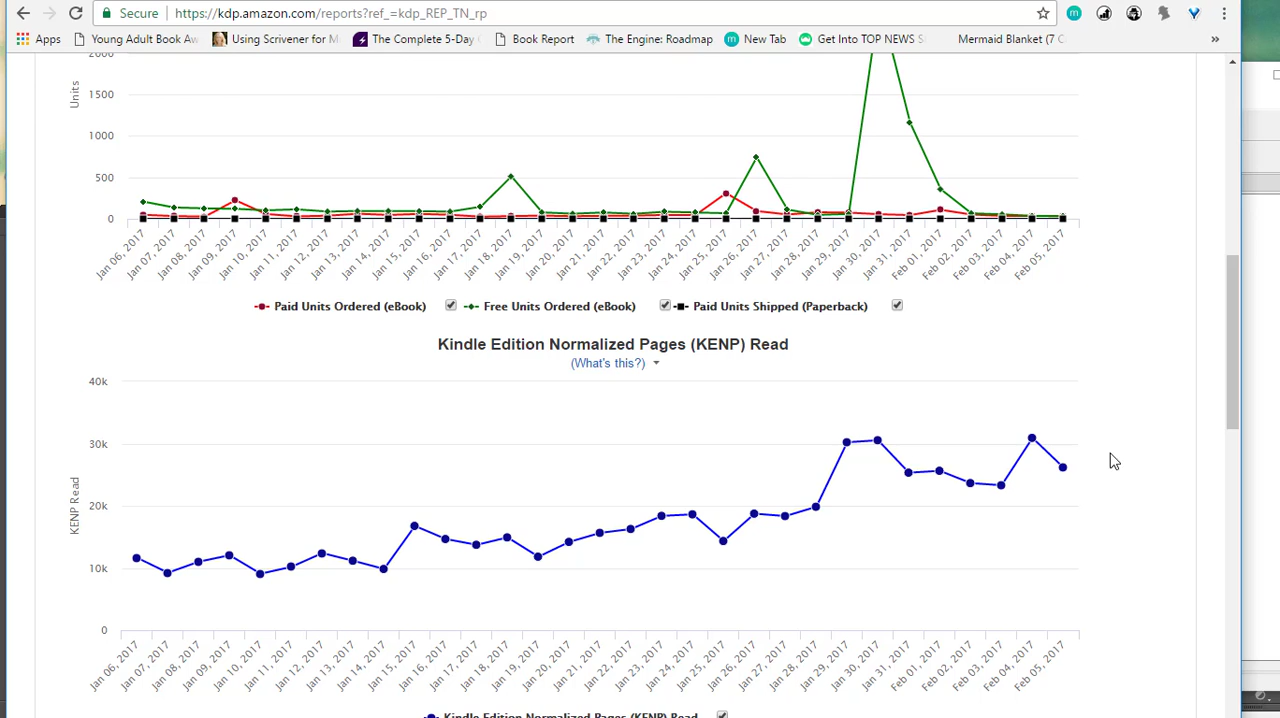 Secure
https://kdp.amazon.com/reports?ref_=kdp_REP_TN_rp
Apps
Young Adult Book Aw
Using Scrivener for M
The Complete 5-Day
Book Report
The Engine: Roadmap
New Tab
Get Into TOP NEWS S
Mermaid Blanket (7 C
»
2000
1500
1000
500
0
Units
Jan 06, 2017
Jan 07, 2017
Jan 08, 2017
Jan 09, 2017
Jan 10, 2017
Jan 11, 2017
Jan 12, 2017
Jan 13, 2017
Jan 14, 2017
Jan 15, 2017
Jan 16, 2017
Jan 17, 2017
Jan 18, 2017
Jan 19, 2017
Jan 20, 2017
Jan 21, 2017
Jan 22, 2017
Jan 23, 2017
Jan 24, 2017
Jan 25, 2017
Jan 26, 2017
Jan 27, 2017
Jan 28, 2017
Jan 29, 2017
Jan 30, 2017
Jan 31, 2017
Feb 01, 2017
Feb 02, 2017
Feb 03, 2017
Feb 04, 2017
Feb 05, 2017
Paid Units Ordered (eBook)
Free Units Ordered (eBook)
Paid Units Shipped (Paperback)
Kindle Edition Normalized Pages (KENP) Read
(What's this?)
40k
30k
20k
10k
0
KENP Read
Jan 06, 2017
Jan 07, 2017
Jan 08, 2017
Jan 09, 2017
Jan 10, 2017
Jan 11, 2017
Jan 12, 2017
Jan 13, 2017
Jan 14, 2017
Jan 15, 2017
Jan 16, 2017
Jan 17, 2017
Jan 18, 2017
Jan 19, 2017
Jan 20, 2017
Jan 21, 2017
Jan 22, 2017
Jan 23, 2017
Jan 24, 2017
Jan 25, 2017
Jan 26, 2017
Jan 27, 2017
Jan 28, 2017
Jan 29, 2017
Jan 30, 2017
Jan 31, 2017
Feb 01, 2017
Feb 02, 2017
Feb 03, 2017
Feb 04, 2017
Feb 05, 2017
Kindle Edition Normalized Pages (KENP) Read